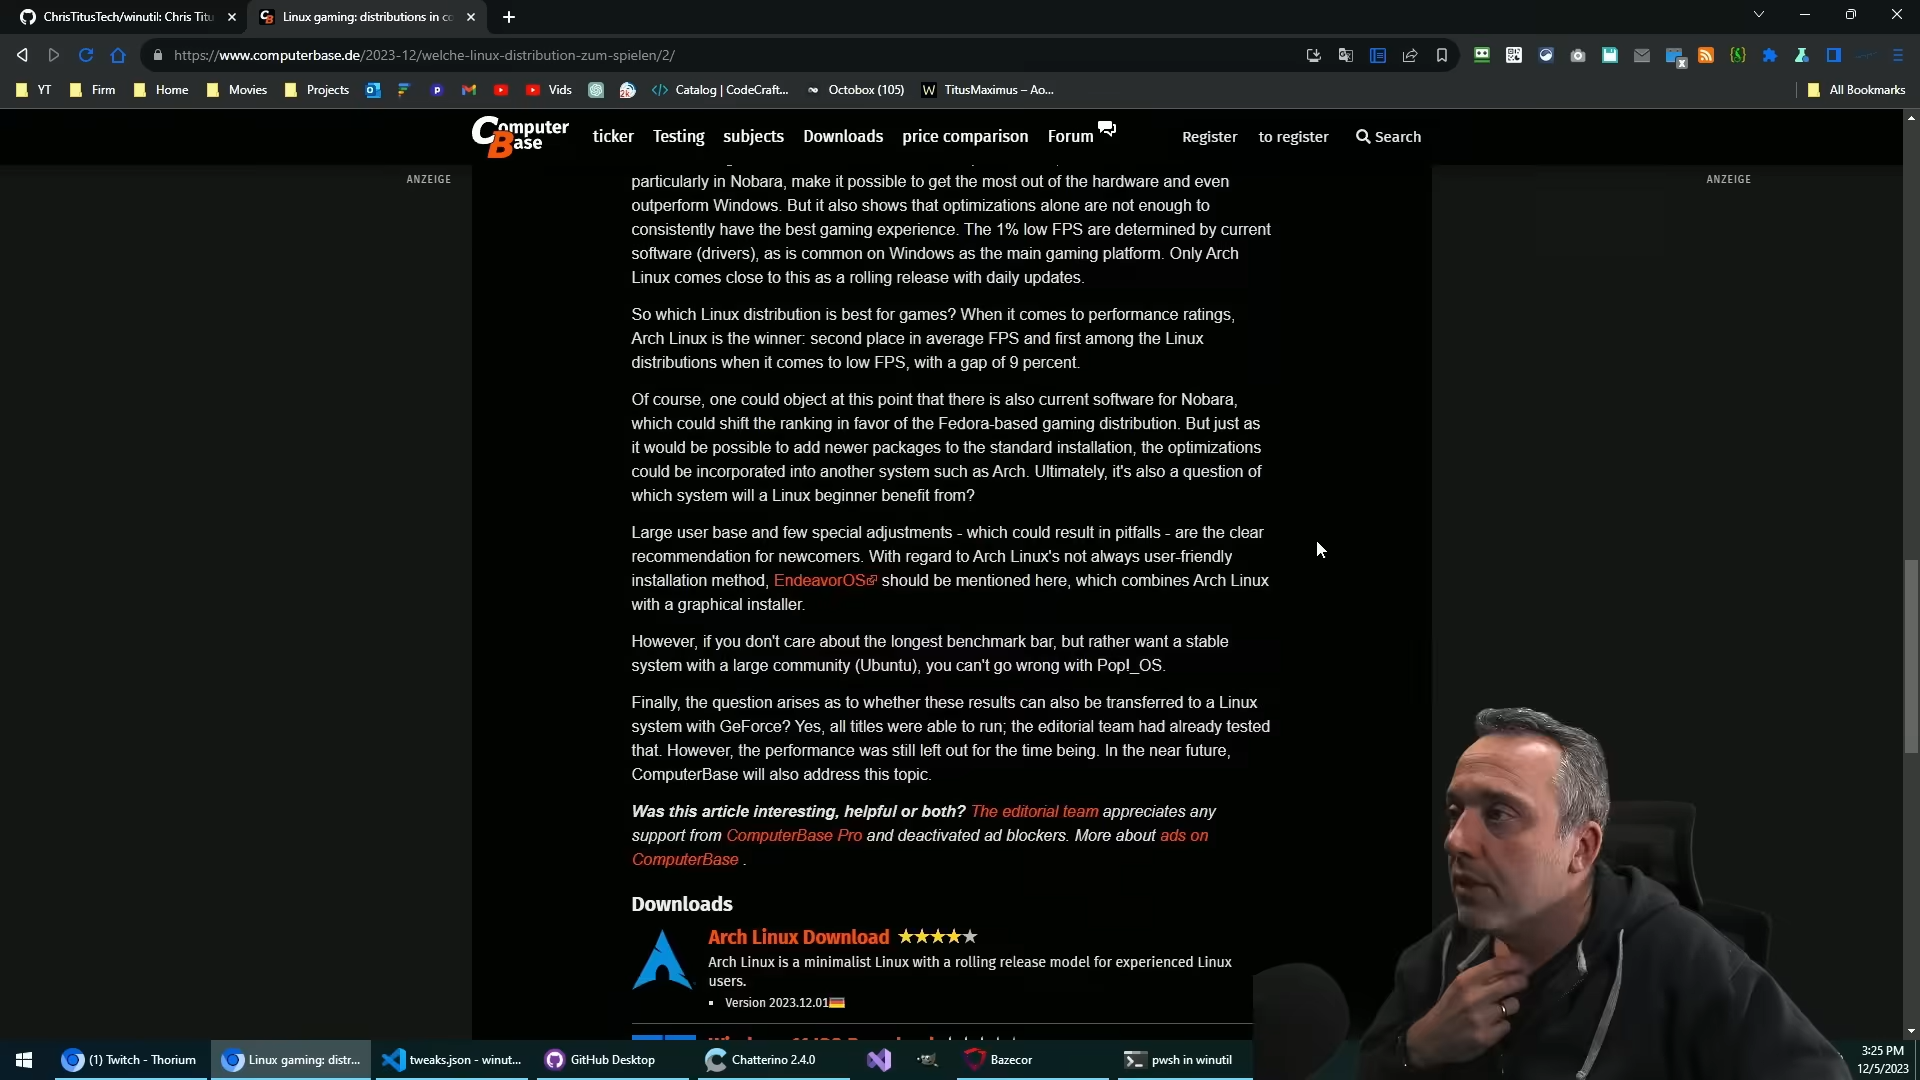 ChrisTitusTech/winutil: Chris Titu
Linux gaming: distributions in co
https://www.computerbase.de/2023-12/welche-linux-distribution-zum-spielen/2/
YT
Firm
Home
Movies
Projects
Vids
Catalog | CodeCraft...
Octobox (105)
TitusMaximus – Ao...
All Bookmarks
Computer Base
ticker
Testing
subjects
Downloads
price comparison
Forum
Register
to register
Search
ANZEIGE
ANZEIGE
particularly in Nobara, make it possible to get the most out of the hardware and even
outperform Windows. But it also shows that optimizations alone are not enough to
consistently have the best gaming experience. The 1% low FPS are determined by current
software (drivers), as is common on Windows as the main gaming platform. Only Arch
Linux comes close to this as a rolling release with daily updates.
So which Linux distribution is best for games? When it comes to performance ratings,
Arch Linux is the winner: second place in average FPS and first among the Linux
distributions when it comes to low FPS, with a gap of 9 percent.
Of course, one could object at this point that there is also current software for Nobara,
which could shift the ranking in favor of the Fedora-based gaming distribution. But just as
it would be possible to add newer packages to the standard installation, the optimizations
could be incorporated into another system such as Arch. Ultimately, it's also a question of
which system will a Linux beginner benefit from?
Large user base and few special adjustments - which could result in pitfalls - are the clear
recommendation for newcomers. With regard to Arch Linux's not always user-friendly
installation method, EndeavorOS should be mentioned here, which combines Arch Linux
with a graphical installer.
However, if you don't care about the longest benchmark bar, but rather want a stable
system with a large community (Ubuntu), you can't go wrong with Pop!_OS.
Finally, the question arises as to whether these results can also be transferred to a Linux
system with GeForce? Yes, all titles were able to run; the editorial team had already tested
that. However, the performance was still left out for the time being. In the near future,
ComputerBase will also address this topic.
Was this article interesting, helpful or both? The editorial team appreciates any
support from ComputerBase Pro and deactivated ad blockers. More about ads on
ComputerBase .
Downloads
Arch Linux Download
Arch Linux is a minimalist Linux with a rolling release model for experienced Linux
users.
Version 2023.12.01
(1) Twitch - Thorium
Linux gaming: distr...
tweaks.json - winut...
GitHub Desktop
Chatterino 2.4.0
Bazecor
pwsh in winutil
3:25 PM
12/5/2023